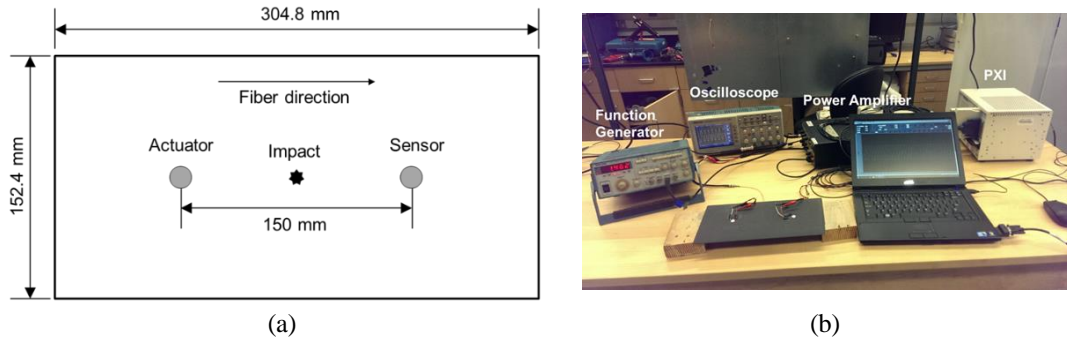 304.8 mm
152.4 mm
Fiber direction
Actuator
Impact
Sensor
150 mm
(a)
Function
Generator
Oscilloscope
Power Amplifier
PXI
(b)